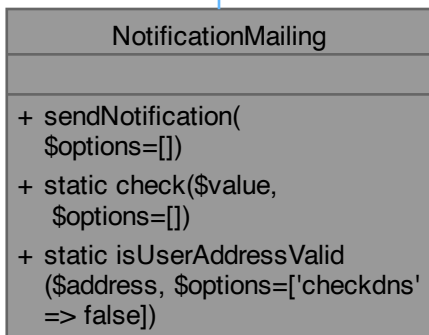 NotificationMailing
+ sendNotification(
$options=[])
+ static check($value,
$options=[])
+ static isUserAddressValid
($address, $options=['checkdns'
=> false])